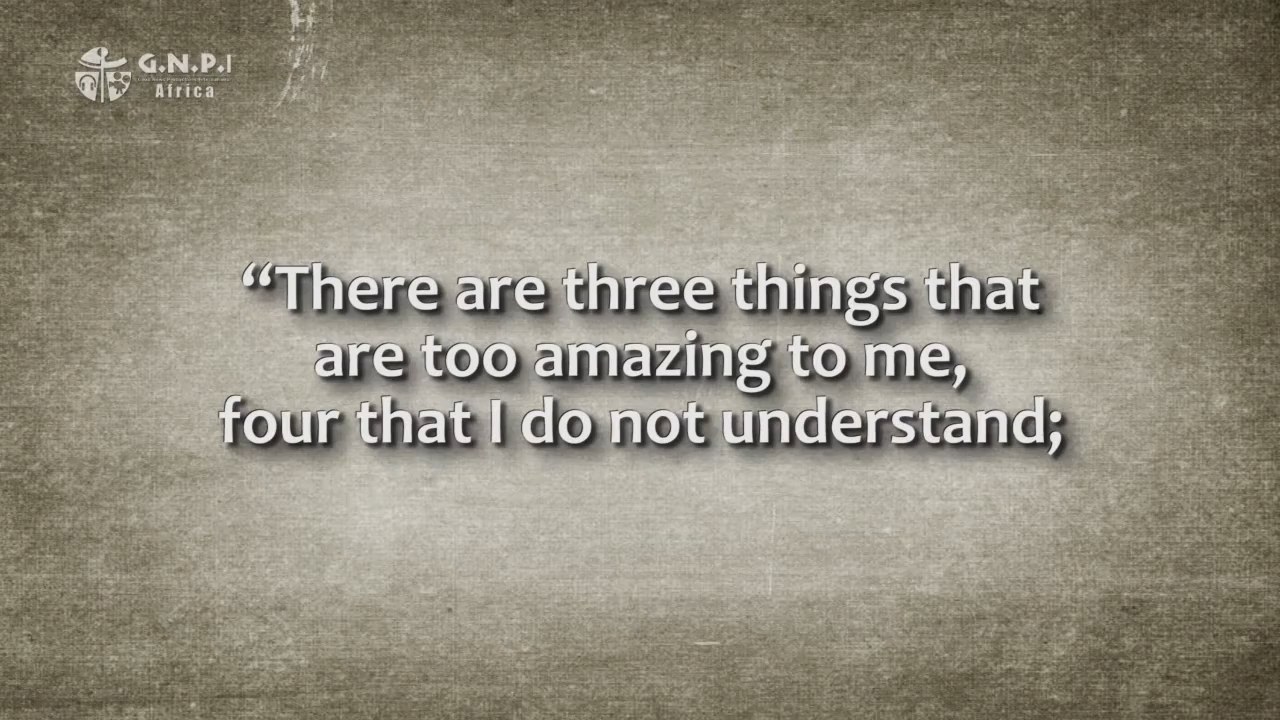 G.N.P.I
Africa
“There are three things that
are too amazing to me,
four that I do not understand;